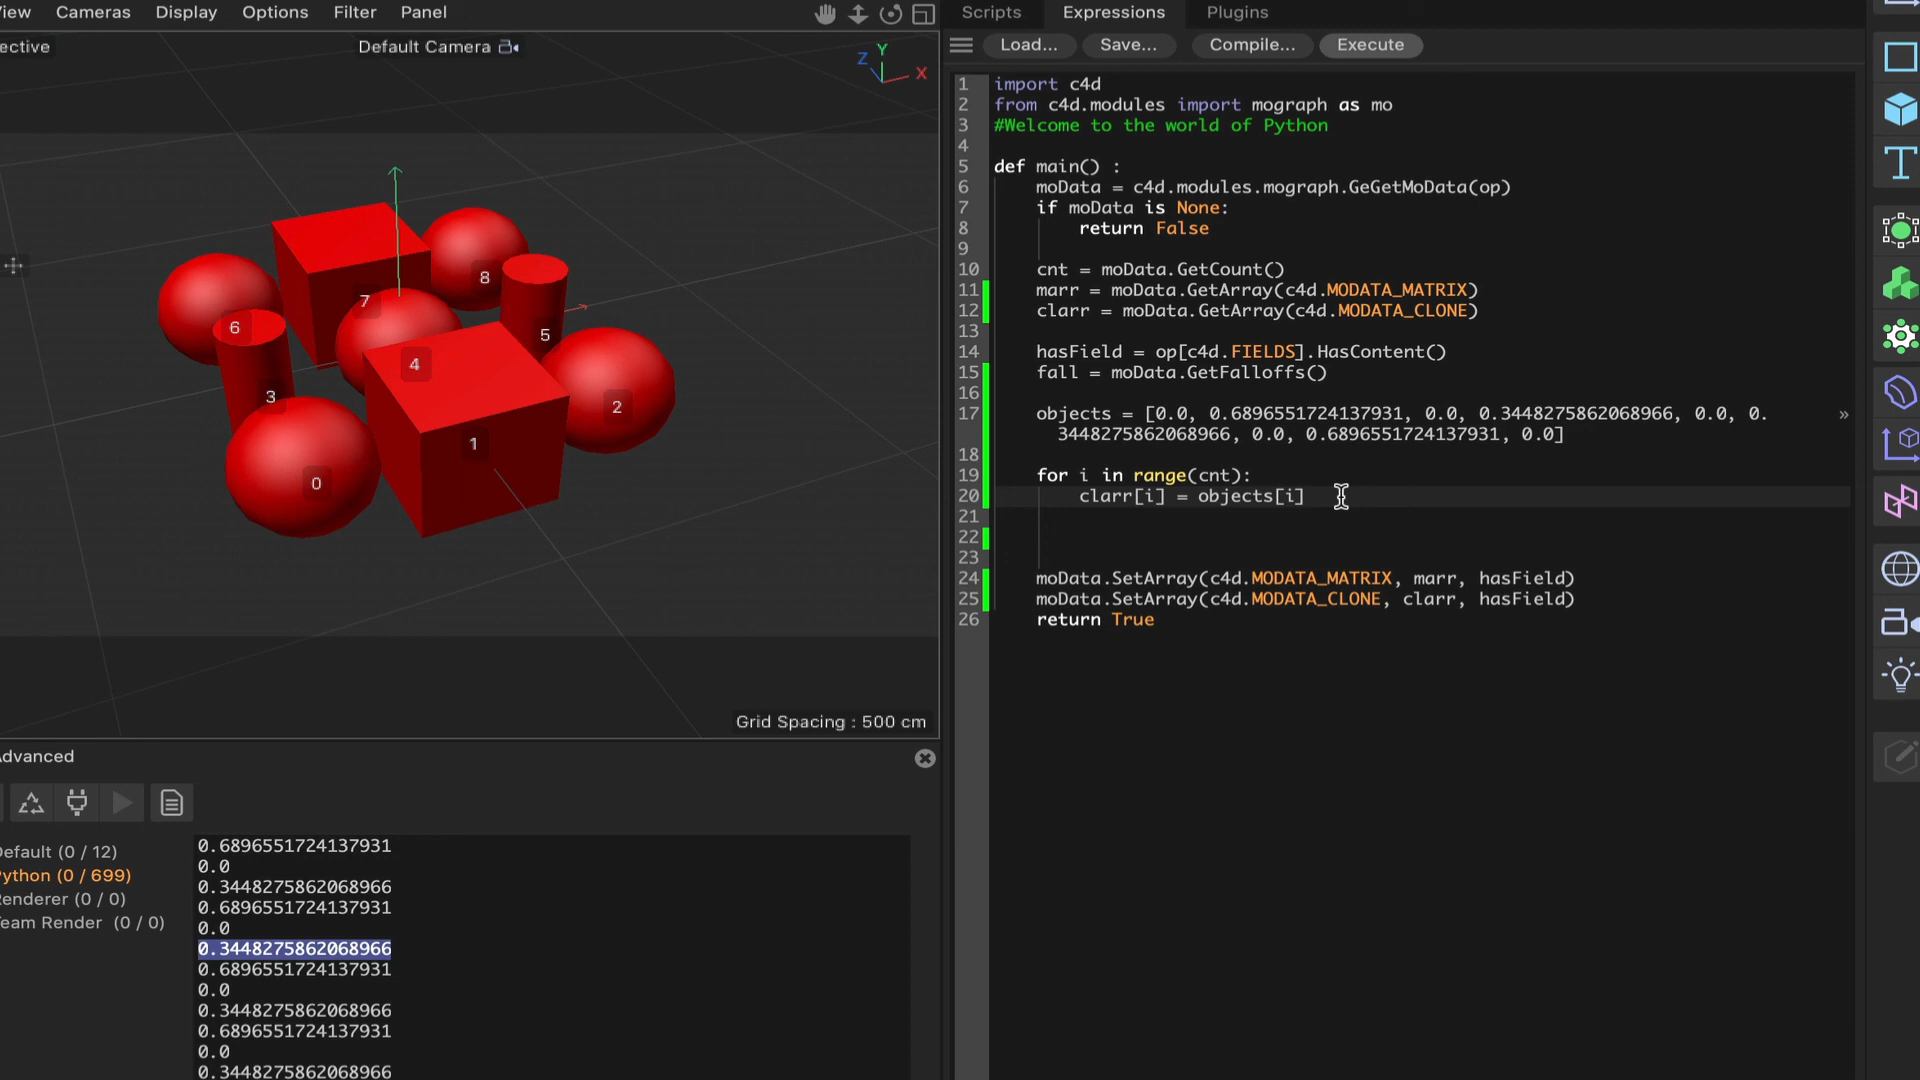 iew Cameras Display Options Filter Panel
ective
Default Camera
Y
Z
X
8
7
5
6
4
3
2
1
0
Grid Spacing : 500 cm
Advanced
Default (0 / 12)
ython (0 / 699)
enderer (0 / 0)
eam Render (0 / 0)
0.6896551724137931
0.0
0.3448275862068966
0.6896551724137931
0.0
0.3448275862068966
0.6896551724137931
0.0
0.3448275862068966
0.6896551724137931
0.0
0.3448275862068966
Scripts Expressions Plugins
Load... Save... Compile... Execute
1 import c4d
2 from c4d.modules import mograph as mo
3 #Welcome to the world of Python
4
5 def main() :
6 moData = c4d.modules.mograph.GeGetMoData(op)
7 if moData is None:
8 return False
9
10 cnt = moData.GetCount()
11 marr = moData.GetArray(c4d.MODATA_MATRIX)
12 clarr = moData.GetArray(c4d.MODATA_CLONE)
13
14 hasField = op[c4d.FIELDS].HasContent()
15 fall = moData.GetFalloffs()
16
17 objects = [0.0, 0.6896551724137931, 0.0, 0.3448275862068966, 0.0, 0. »
3448275862068966, 0.0, 0.6896551724137931, 0.0]
18
19 for i in range(cnt):
20 clarr[i] = objects[i]
21
22
23
24 moData.SetArray(c4d.MODATA_MATRIX, marr, hasField)
25 moData.SetArray(c4d.MODATA_CLONE, clarr, hasField)
26 return True